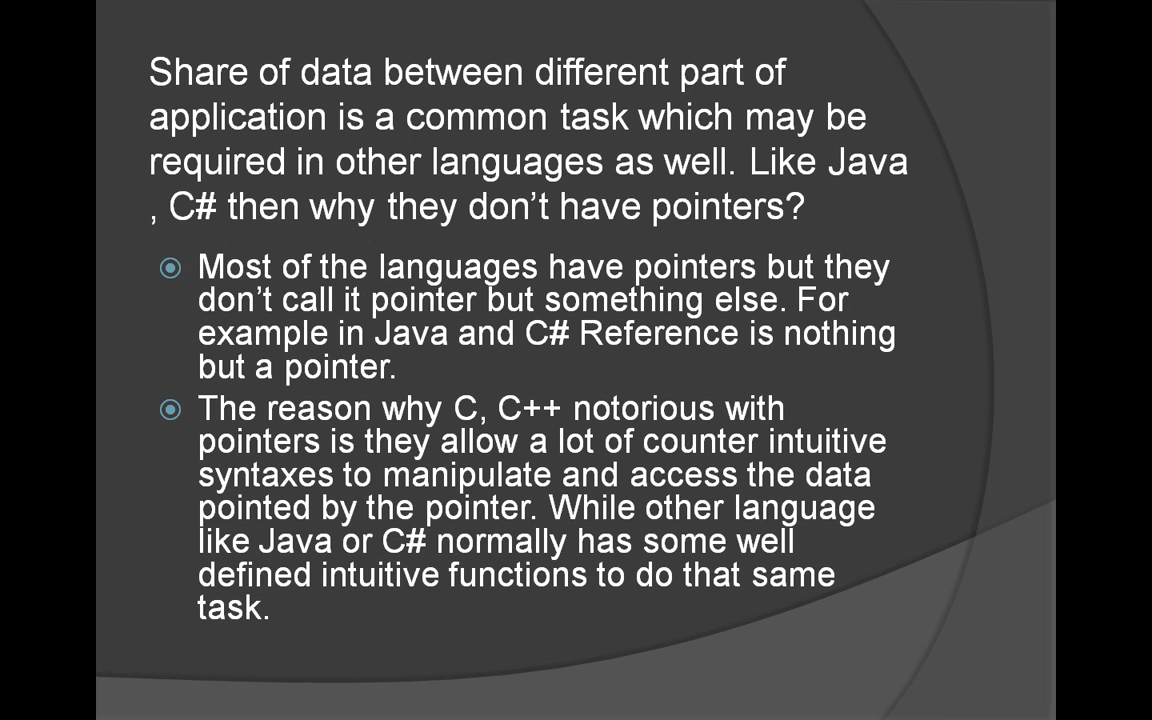 Share of data between different part of
application is a common task which may be
required in other languages as well. Like Java
, C# then why they don’t have pointers?
Most of the languages have pointers but they
don’t call it pointer but something else. For
example in Java and C# Reference is nothing
but a pointer.
The reason why C, C++ notorious with
pointers is they allow a lot of counter intuitive
syntaxes to manipulate and access the data
pointed by the pointer. While other language
like Java or C# normally has some well
defined intuitive functions to do that same
task.